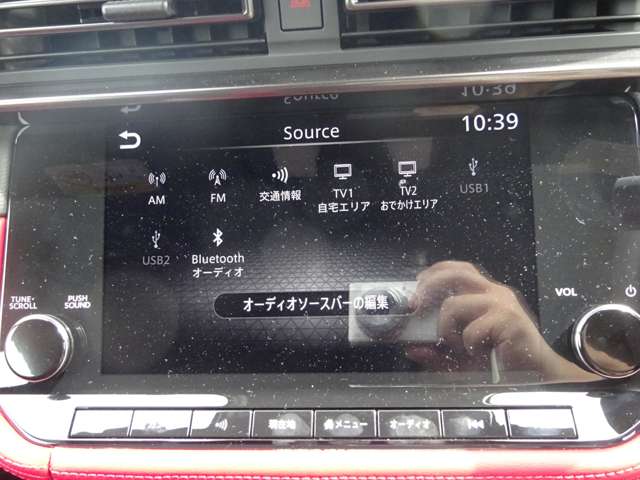 Source 10:39
AM
FM
交通情報
TV1
自宅エリア
TV2
おでかけエリア
USB1
USB2
Bluetooth
オーディオ
オーディオソースバーの編集
TUNE・
SCROLL
PUSH
SOUND
VOL
現在地
メニュー
オーディオ